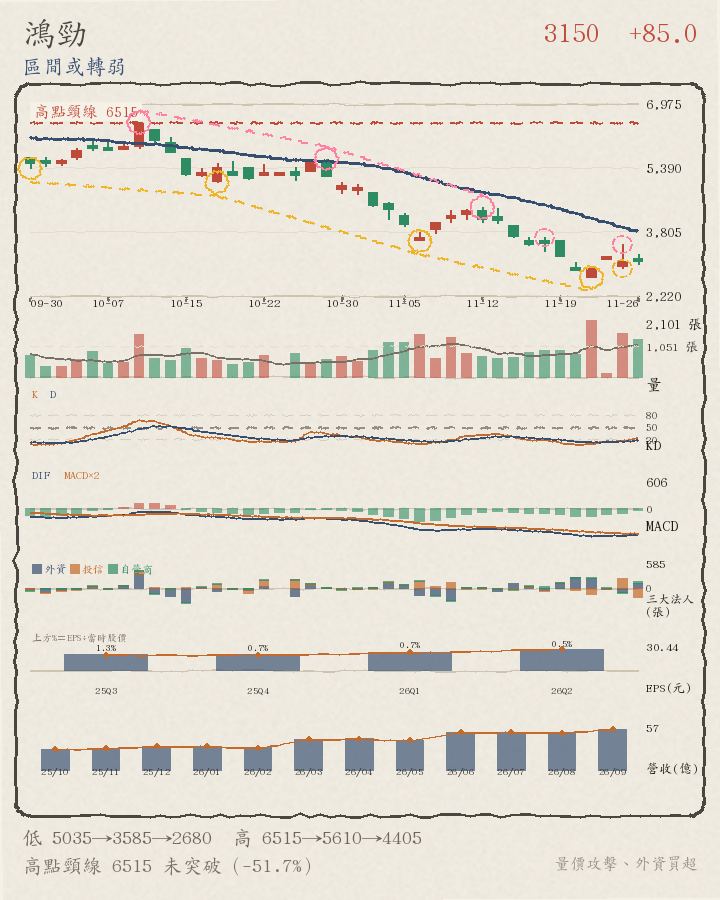 鴻勁
3150 +85.0
區間或轉弱
高點頸線 6515
6,975
5,390
3,805
2,220
09-30 10-07 10-15 10-22 10-30 11-05 11-12 11-19 11-26
2,101 張
1,051 張
量
K D
80
50
20
KD
DIF MACD×2
606
0
MACD
585
外資 投信 自營商
0
三大法人
(張)
上方%=EPS÷當時股價
1.3% 0.7% 0.7% 0.5%
30.44
25Q3 25Q4 26Q1 26Q2
EPS(元)
57
25/10 25/11 25/12 26/01 26/02 26/03 26/04 26/05 26/06 26/07 26/08 26/09
營收(億)
低 5035→3585→2680 高 6515→5610→4405
高點頸線 6515 未突破 (-51.7%)
量價攻擊、外資買超